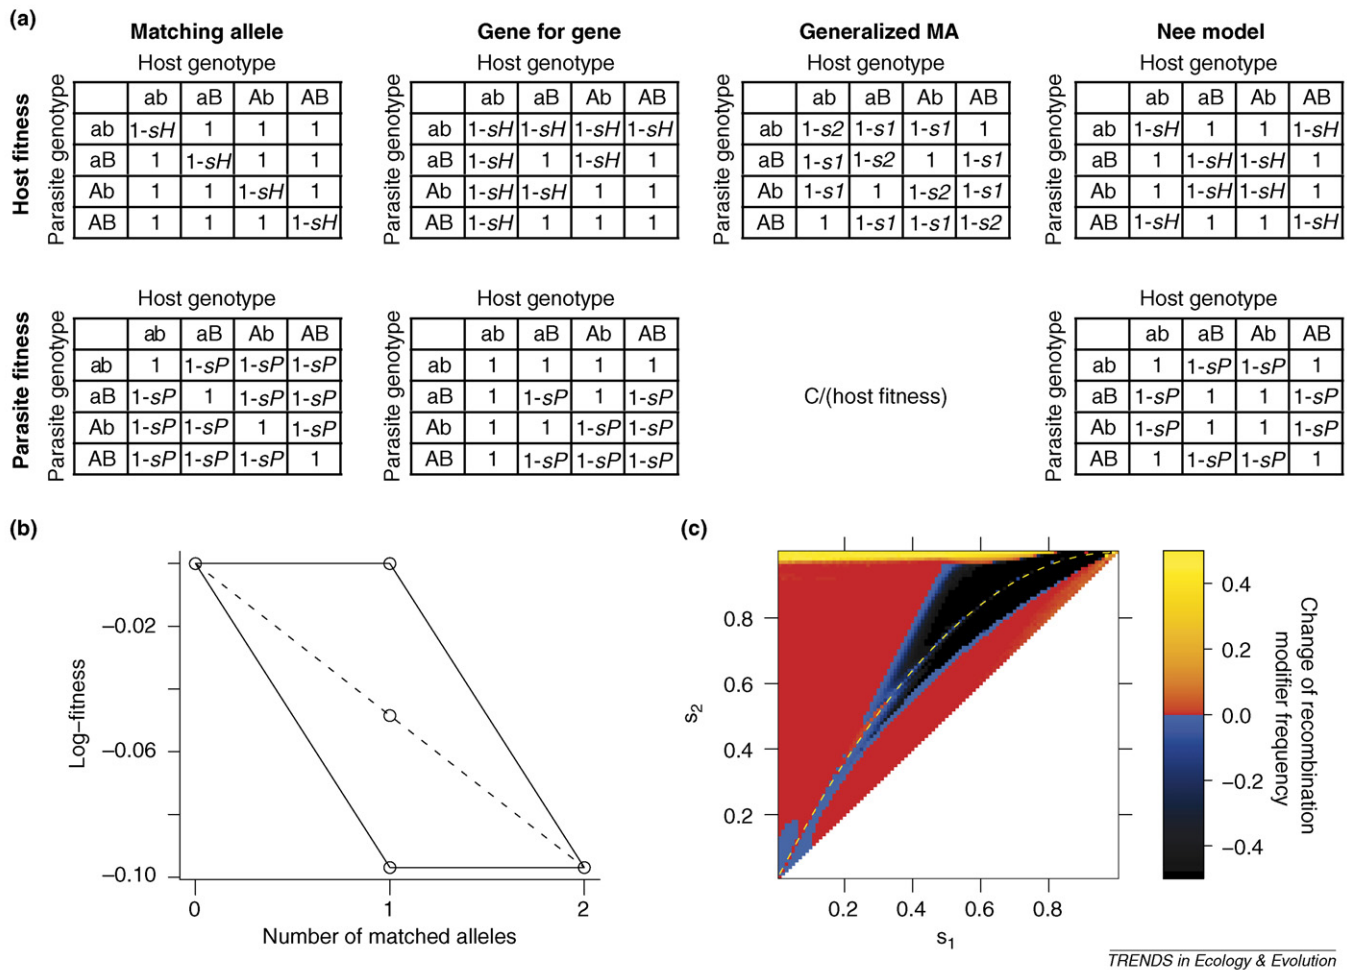 (a)
Matching allele Gene for gene Generalized MA Nee model
Host genotype Host genotype Host genotype Host genotype
Host fitness
Parasite genotype
ab aB Ab AB
ab 1-sH 1 1 1
aB 1 1-sH 1 1
Ab 1 1 1-sH 1
AB 1 1 1 1-sH
Parasite genotype
ab aB Ab AB
ab 1-sH 1-sH 1-sH 1-sH
aB 1-sH 1 1-sH 1
Ab 1-sH 1-sH 1 1
AB 1-sH 1 1 1
Parasite genotype
ab aB Ab AB
ab 1-s2 1-s1 1-s1 1
aB 1-s1 1-s2 1 1-s1
Ab 1-s1 1 1-s2 1-s1
AB 1 1-s1 1-s1 1-s2
Parasite genotype
ab aB Ab AB
ab 1-sH 1 1 1-sH
aB 1 1-sH 1-sH 1
Ab 1 1-sH 1-sH 1
AB 1-sH 1 1 1-sH
Parasite fitness
Host genotype
Parasite genotype
ab aB Ab AB
ab 1 1-sP 1-sP 1-sP
aB 1-sP 1 1-sP 1-sP
Ab 1-sP 1-sP 1 1-sP
AB 1-sP 1-sP 1-sP 1
Host genotype
Parasite genotype
ab aB Ab AB
ab 1 1 1 1
aB 1 1-sP 1 1-sP
Ab 1 1 1-sP 1-sP
AB 1 1-sP 1-sP 1-sP
C/(host fitness)
Host genotype
Parasite genotype
ab aB Ab AB
ab 1 1-sP 1-sP 1
aB 1-sP 1 1 1-sP
Ab 1-sP 1 1 1-sP
AB 1 1-sP 1-sP 1
(b)
Log–fitness
−0.02
−0.06
−0.10
0 1 2
Number of matched alleles
(c)
s2
0.8
0.6
0.4
0.2
0.2 0.4 0.6 0.8
s1
0.4
0.2
0.0
−0.2
−0.4
Change of recombination
modifier frequency
TRENDS in Ecology & Evolution